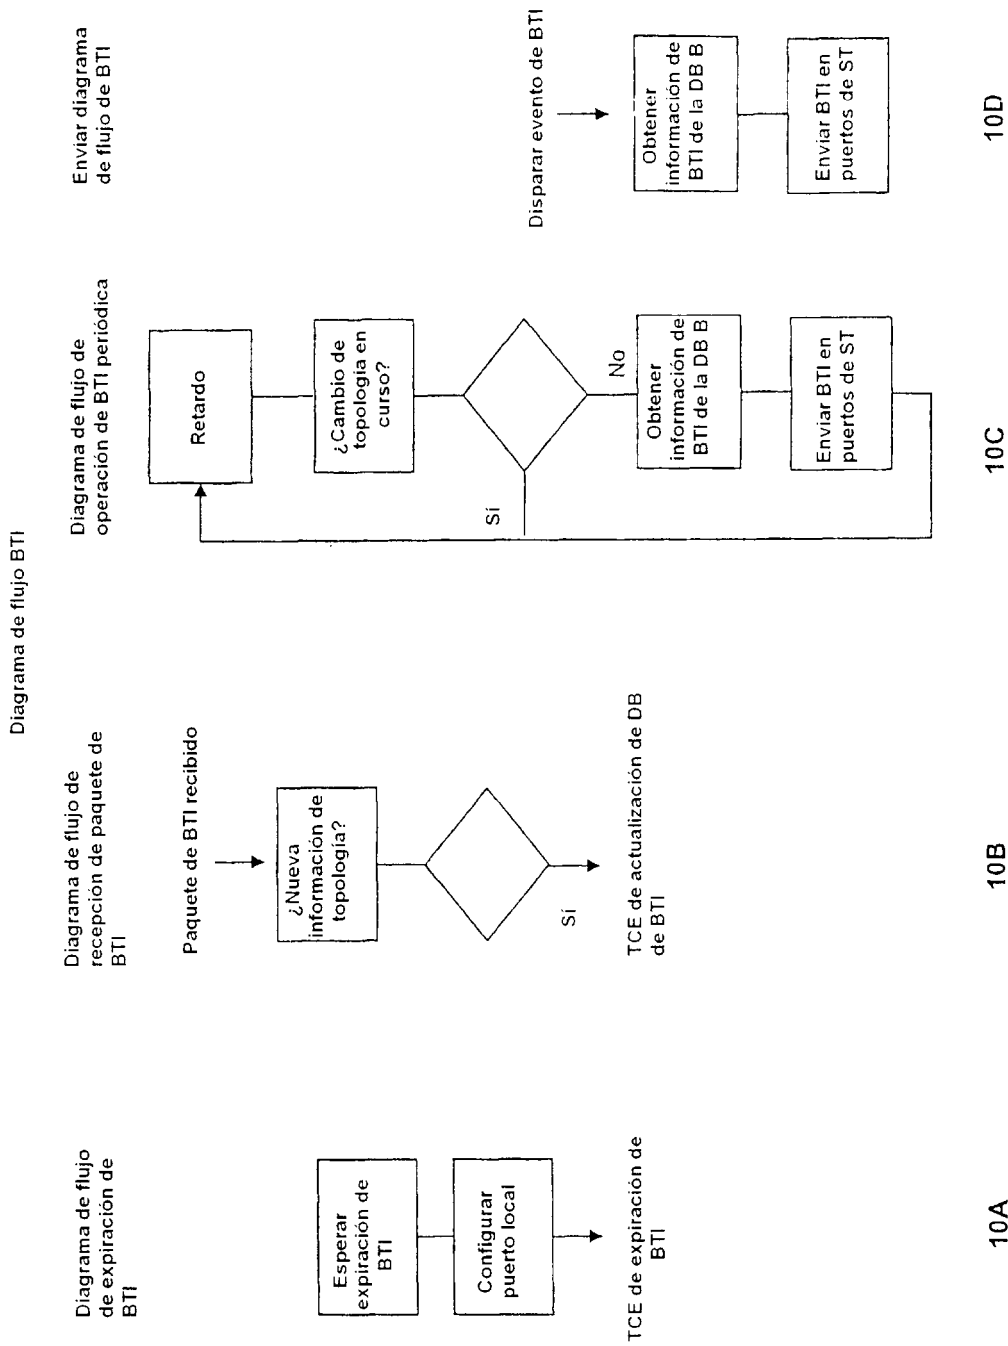 Diagrama de flujo BTI
Diagrama de flujo
de expiración de
BTI
Esperar
expiración de
BTI
Configurar
puerto local
TCE de expiración de
BTI
10A
Diagrama de flujo de
recepción de paquete de
BTI
Paquete de BTI recibido
¿Nueva
información de
topología?
Sí
TCE de actualización de DB
de BTI
10B
Diagrama de flujo de
operación de BTI periódica
Retardo
¿Cambio de
topología en
curso?
Sí
No
Obtener
información de
BTI de la DB B
Enviar BTI en
puertos de ST
10C
Enviar diagrama
de flujo de BTI
Disparar evento de BTI
Obtener
información de
BTI de la DB B
Enviar BTI en
puertos de ST
10D